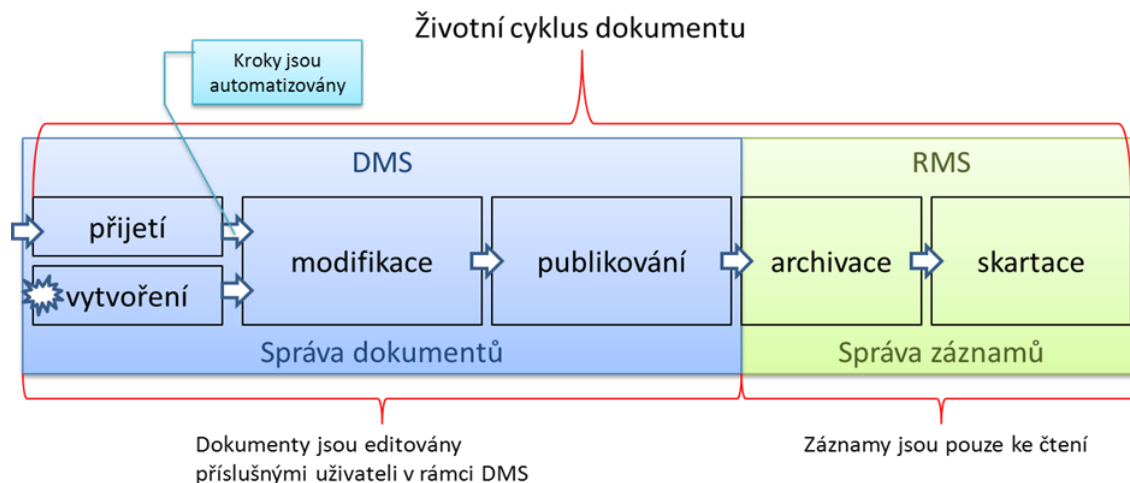 Životní cyklus dokumentu
Kroky jsou
automatizovány
DMS
RMS
přijetí
vytvoření
modifikace
publikování
archivace
skartace
Správa dokumentů
Správa záznamů
Dokumenty jsou editovány
příslušnými uživateli v rámci DMS
Záznamy jsou pouze ke čtení